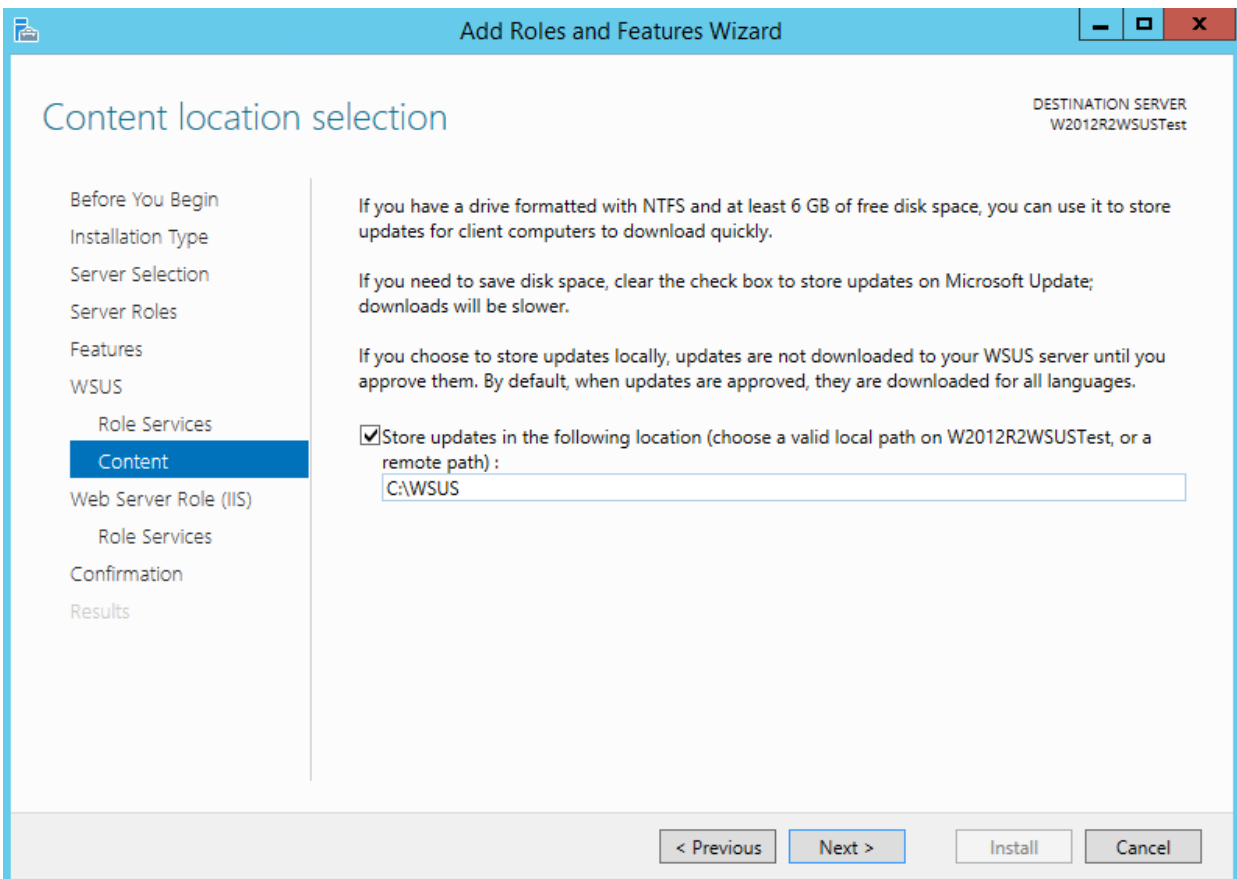 Add Roles and Features Wizard
Content location selection
DESTINATION SERVER
W2012R2WSUSTest
Before You Begin
Installation Type
Server Selection
Server Roles
Features
WSUS
Role Services
Content
Web Server Role (IIS)
Role Services
Confirmation
Results
If you have a drive formatted with NTFS and at least 6 GB of free disk space, you can use it to store
updates for client computers to download quickly.
If you need to save disk space, clear the check box to store updates on Microsoft Update;
downloads will be slower.
If you choose to store updates locally, updates are not downloaded to your WSUS server until you
approve them. By default, when updates are approved, they are downloaded for all languages.
Store updates in the following location (choose a valid local path on W2012R2WSUSTest, or a
remote path) :
C:\WSUS
< Previous
Next >
Install
Cancel